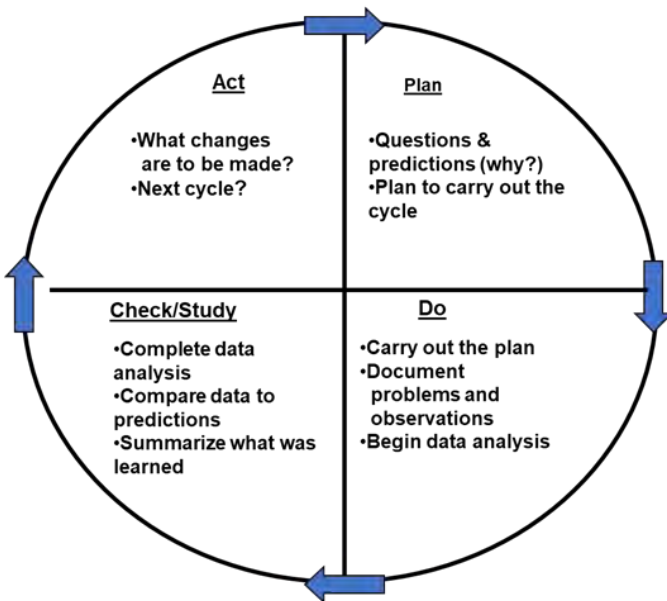 Act
•What changes
are to be made?
•Next cycle?
Plan
•Questions &
predictions (why?)
•Plan to carry out the
cycle
Check/Study
•Complete data
analysis
•Compare data to
predictions
•Summarize what was
learned
Do
•Carry out the plan
•Document
problems and
observations
•Begin data analysis